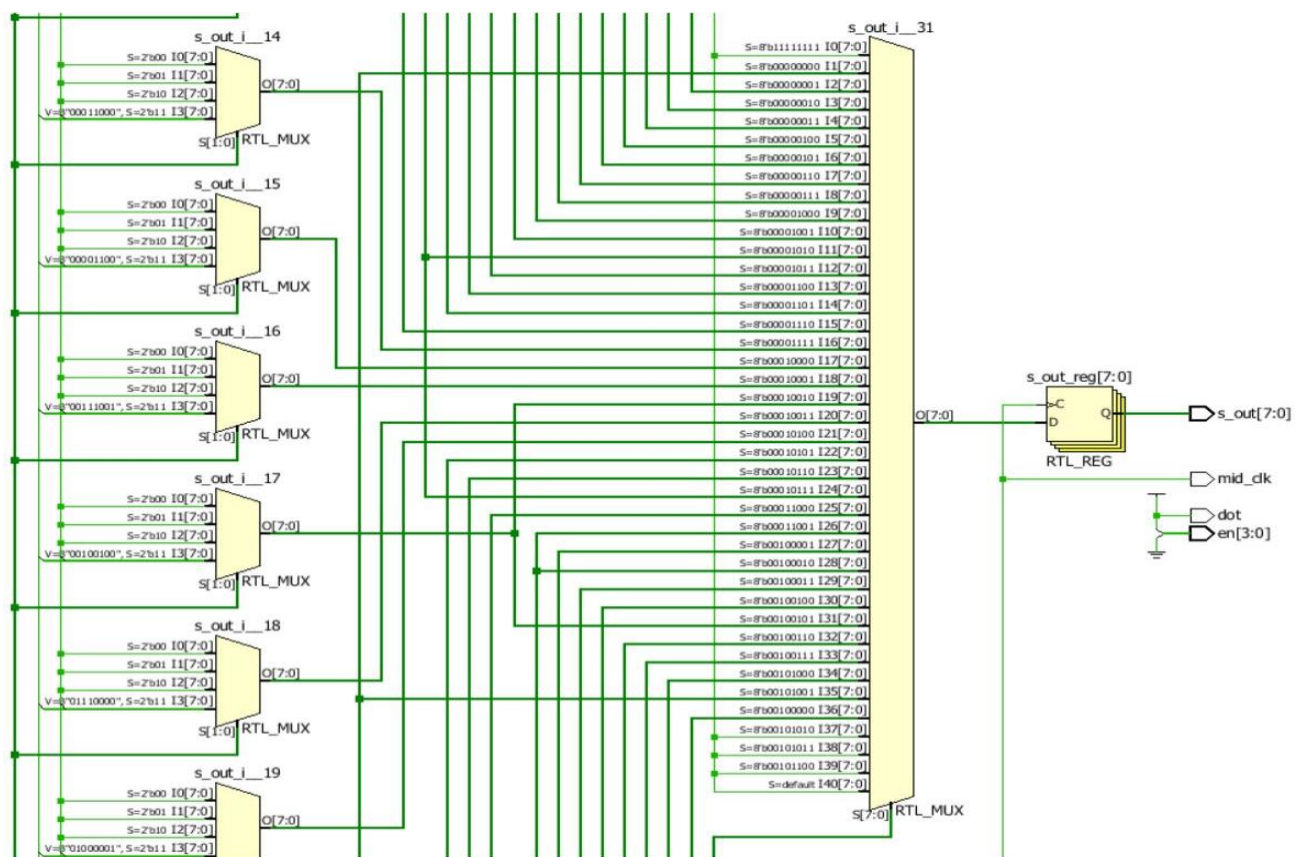 s_out_i__14
S=2'b00 I0[7:0]
S=2'b01 I1[7:0]
S=2'b10 I2[7:0]
V=B"00011000", S=2'b11 I3[7:0]
O[7:0]
S[1:0] RTL_MUX
s_out_i__15
S=2'b00 I0[7:0]
S=2'b01 I1[7:0]
S=2'b10 I2[7:0]
V=B"00001100", S=2'b11 I3[7:0]
O[7:0]
S[1:0] RTL_MUX
s_out_i__16
S=2'b00 I0[7:0]
S=2'b01 I1[7:0]
S=2'b10 I2[7:0]
V=B"00111001", S=2'b11 I3[7:0]
O[7:0]
S[1:0] RTL_MUX
s_out_i__17
S=2'b00 I0[7:0]
S=2'b01 I1[7:0]
S=2'b10 I2[7:0]
V=B"00100100", S=2'b11 I3[7:0]
O[7:0]
S[1:0] RTL_MUX
s_out_i__18
S=2'b00 I0[7:0]
S=2'b01 I1[7:0]
S=2'b10 I2[7:0]
V=B"01110000", S=2'b11 I3[7:0]
O[7:0]
S[1:0] RTL_MUX
s_out_i__19
S=2'b00 I0[7:0]
S=2'b01 I1[7:0]
S=2'b10 I2[7:0]
V=B"01000001", S=2'b11 I3[7:0]
O[7:0]
s_out_i__31
S=8'b11111111 I0[7:0]
S=8'b00000000 I1[7:0]
S=8'b00000001 I2[7:0]
S=8'b00000010 I3[7:0]
S=8'b00000011 I4[7:0]
S=8'b00000100 I5[7:0]
S=8'b00000101 I6[7:0]
S=8'b00000110 I7[7:0]
S=8'b00000111 I8[7:0]
S=8'b00001000 I9[7:0]
S=8'b00001001 I10[7:0]
S=8'b00001010 I11[7:0]
S=8'b00001011 I12[7:0]
S=8'b00001100 I13[7:0]
S=8'b00001101 I14[7:0]
S=8'b00001110 I15[7:0]
S=8'b00001111 I16[7:0]
S=8'b00010000 I17[7:0]
S=8'b00010001 I18[7:0]
S=8'b00010010 I19[7:0]
S=8'b00010011 I20[7:0]
S=8'b00010100 I21[7:0]
S=8'b00010101 I22[7:0]
S=8'b00010110 I23[7:0]
S=8'b00010111 I24[7:0]
S=8'b00011000 I25[7:0]
S=8'b00011001 I26[7:0]
S=8'b00100001 I27[7:0]
S=8'b00100010 I28[7:0]
S=8'b00100011 I29[7:0]
S=8'b00100100 I30[7:0]
S=8'b00100101 I31[7:0]
S=8'b00100110 I32[7:0]
S=8'b00100111 I33[7:0]
S=8'b00101000 I34[7:0]
S=8'b00101001 I35[7:0]
S=8'b00100000 I36[7:0]
S=8'b00101010 I37[7:0]
S=8'b00101011 I38[7:0]
S=8'b00101100 I39[7:0]
S=default I40[7:0]
O[7:0]
S[7:0] RTL_MUX
s_out_reg[7:0]
C
D
Q
RTL_REG
s_out[7:0]
mid_clk
dot
en[3:0]